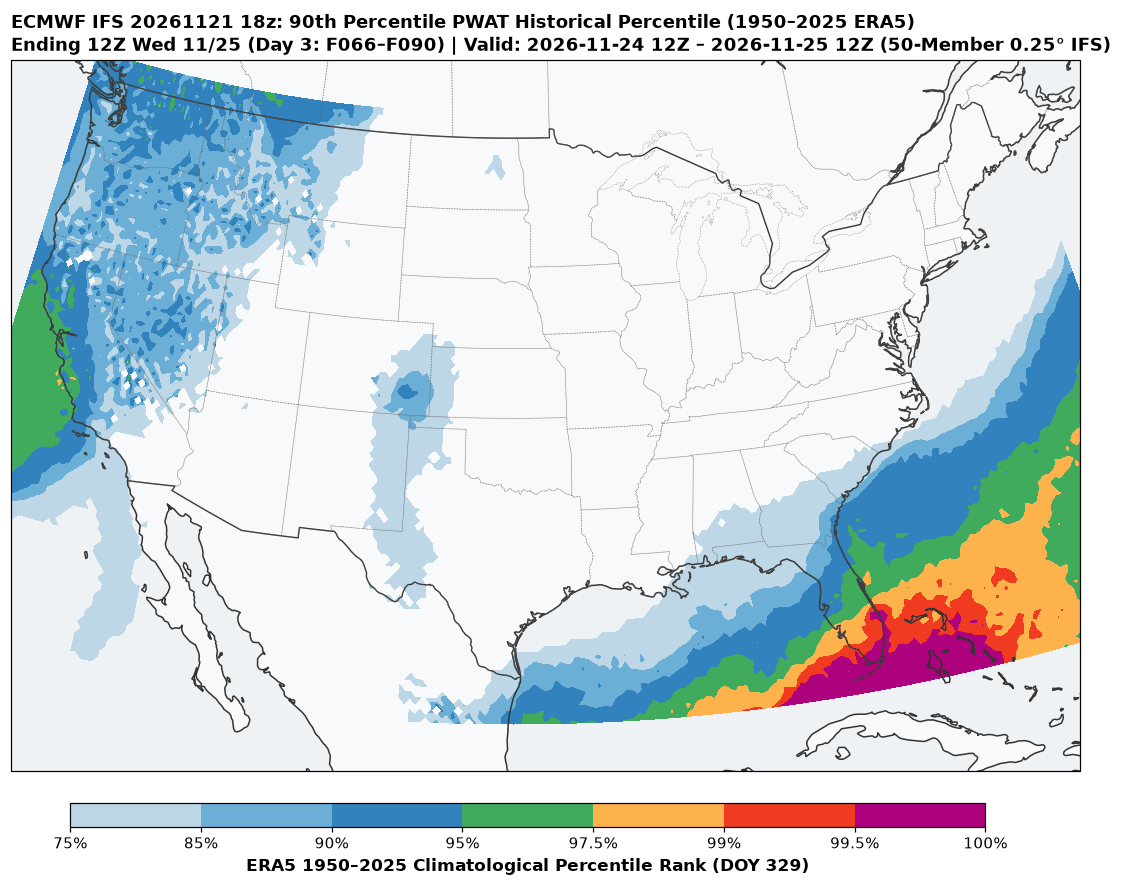 ECMWF IFS 20261121 18z: 90th Percentile PWAT Historical Percentile (1950–2025 ERA5)
Ending 12Z Wed 11/25 (Day 3: F066–F090) | Valid: 2026-11-24 12Z – 2026-11-25 12Z (50-Member 0.25° IFS)
75% 85% 90% 95% 97.5% 99% 99.5% 100%
ERA5 1950–2025 Climatological Percentile Rank (DOY 329)